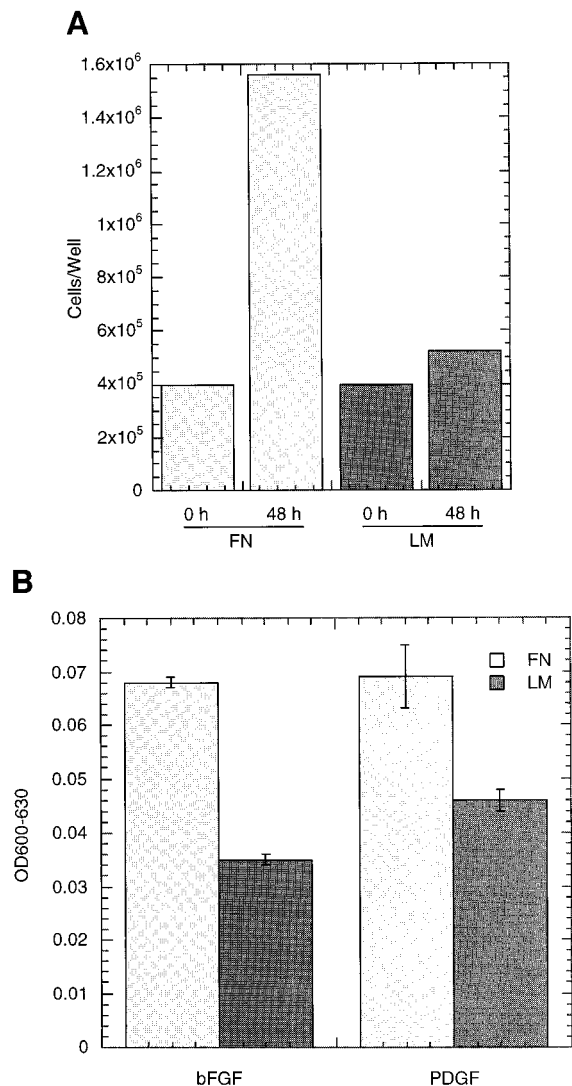 A
1.6x10⁶
1.4x10⁶
1.2x10⁶
1x10⁶
8x10⁵
6x10⁵
4x10⁵
2x10⁵
0
Cells/Well
0 h 48 h 0 h 48 h
FN LM
B
0.08
0.07
0.06
0.05
0.04
0.03
0.02
0.01
0
OD600-630
FN
LM
bFGF PDGF